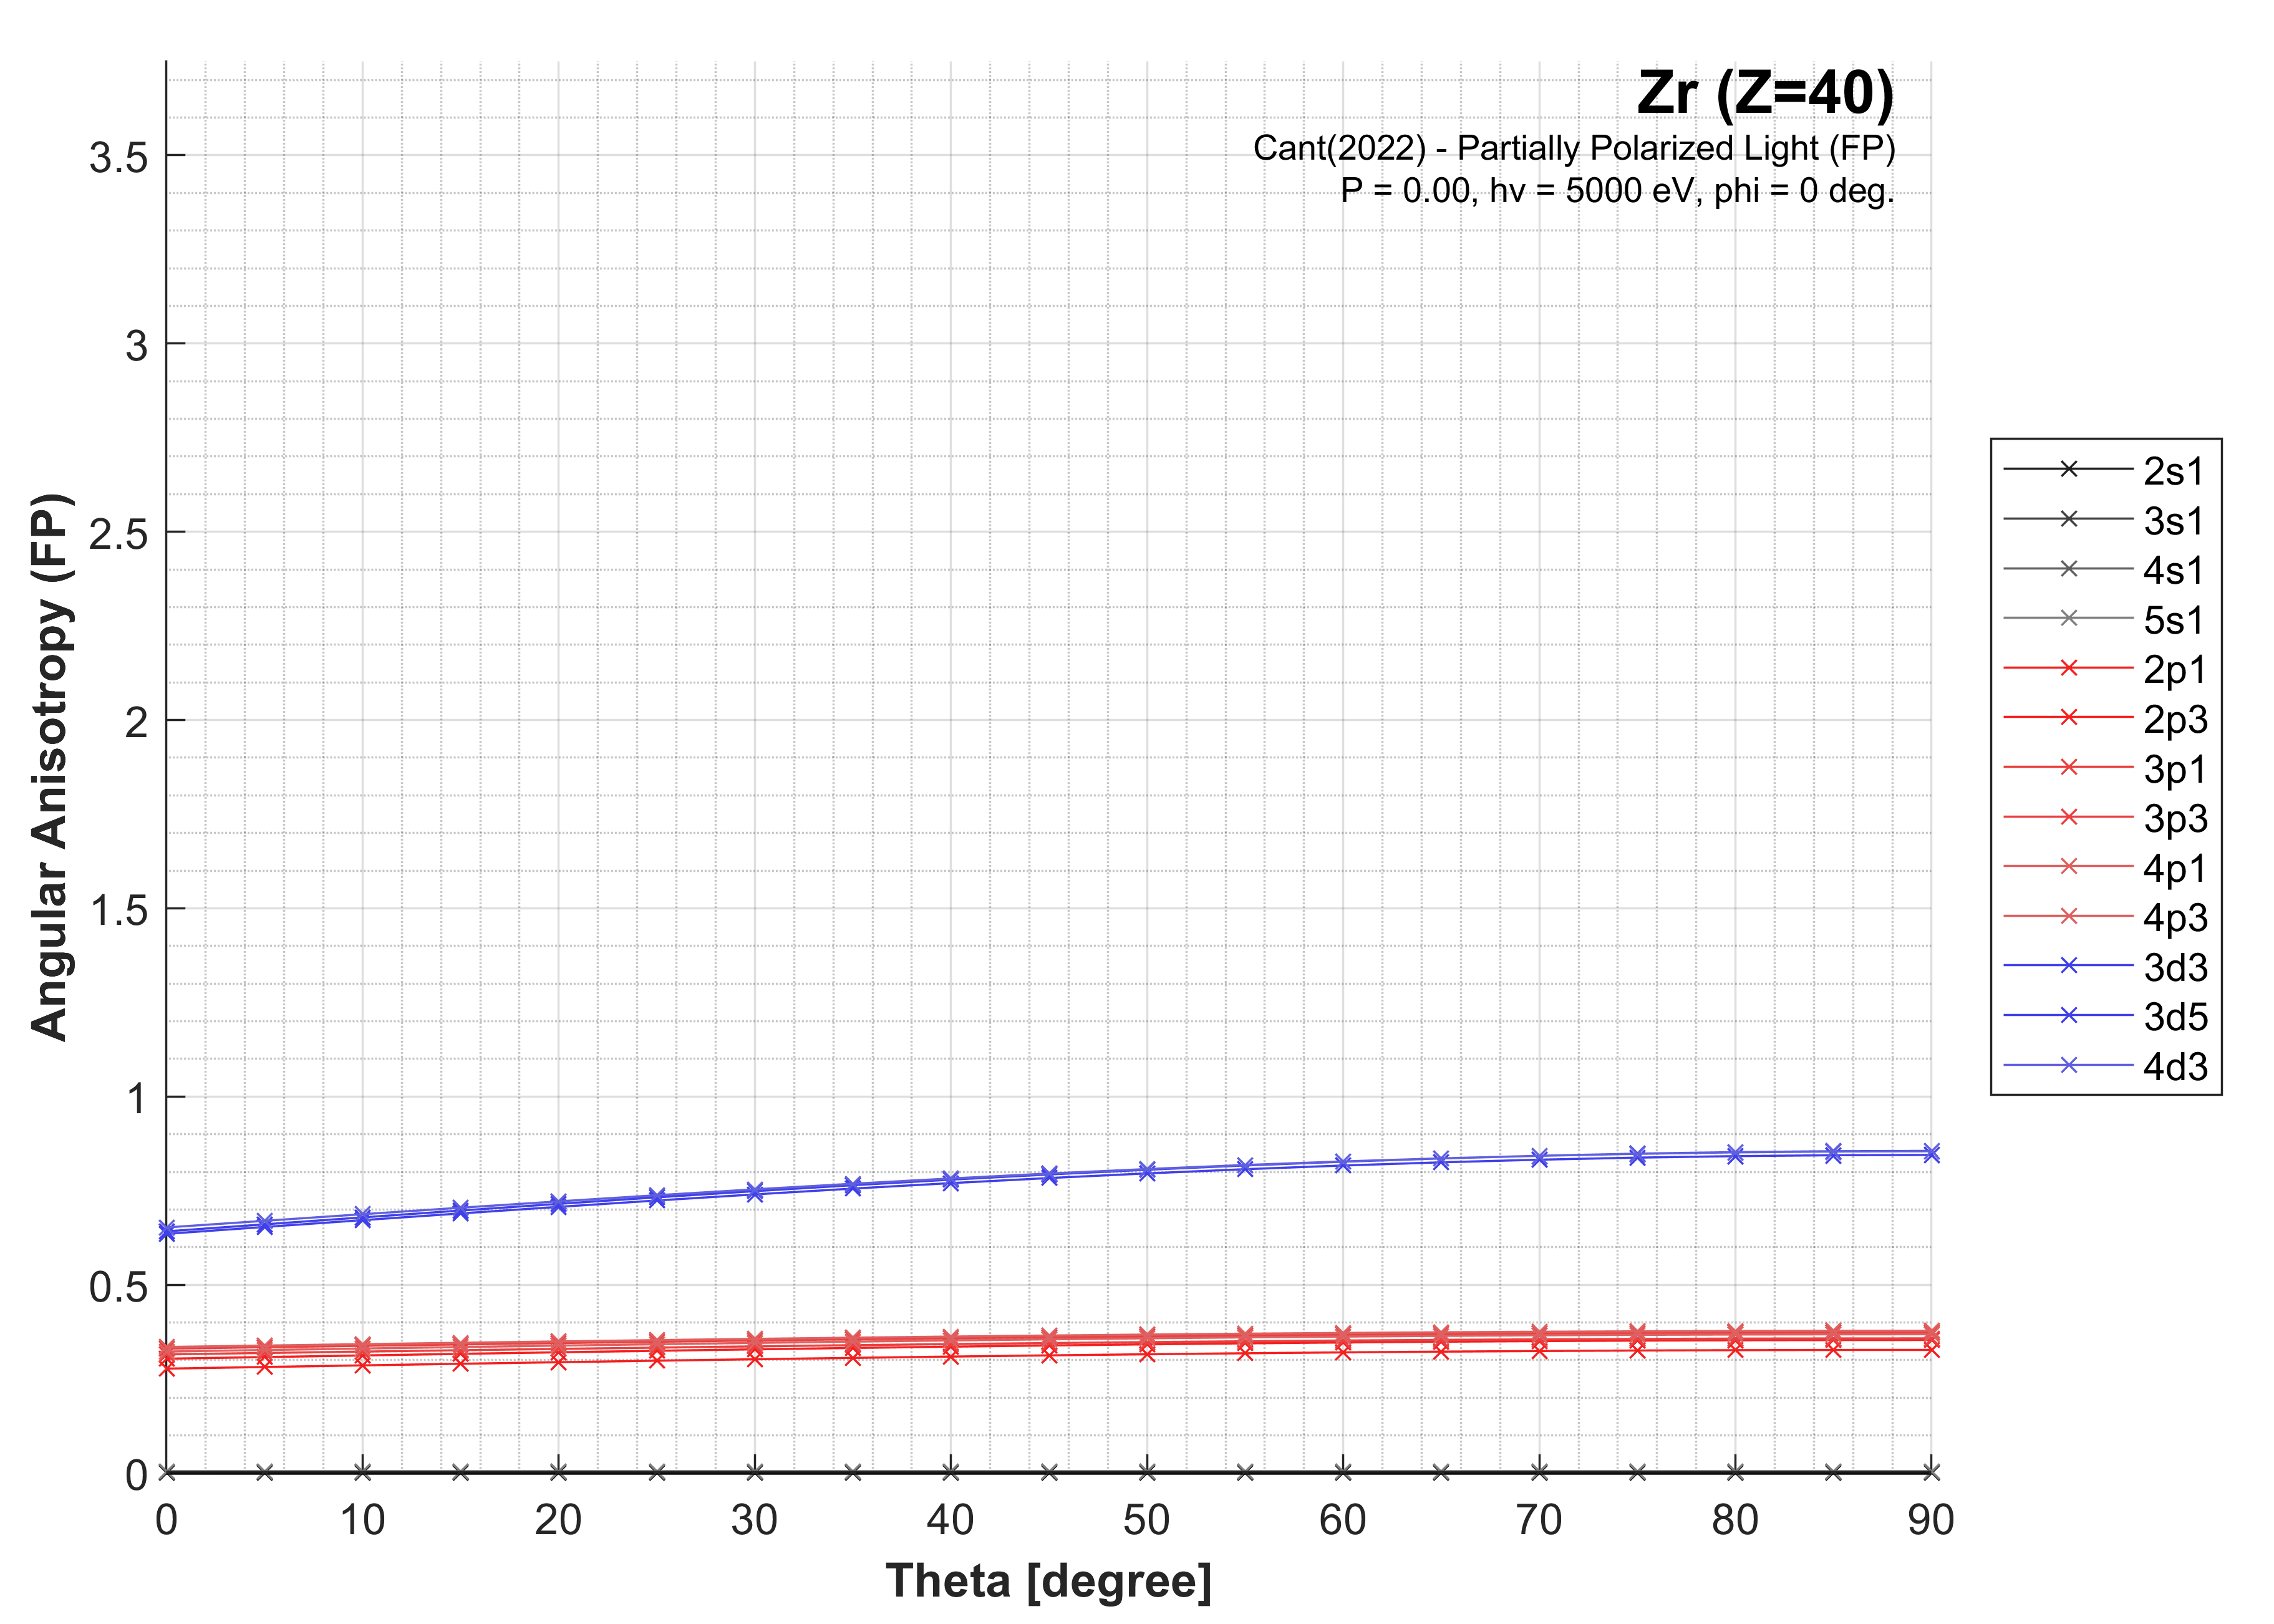 Zr (Z=40)
Cant(2022) - Partially Polarized Light (FP)
P = 0.00, hv = 5000 eV, phi = 0 deg.
Angular Anisotropy (FP)
3.5
3
2.5
2
1.5
1
0.5
0
0 10 20 30 40 50 60 70 80 90
Theta [degree]
2s1
3s1
4s1
5s1
2p1
2p3
3p1
3p3
4p1
4p3
3d3
3d5
4d3